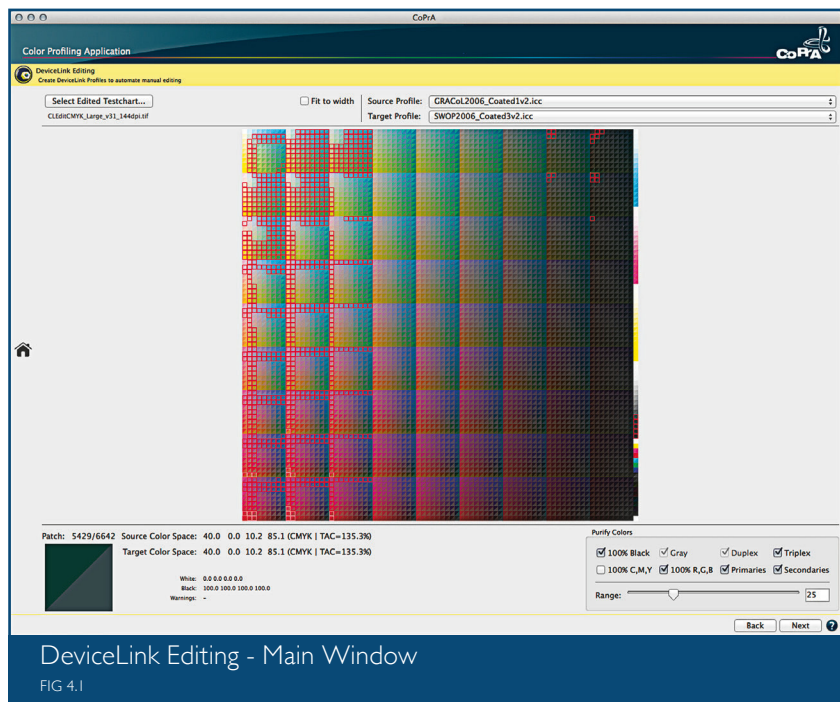 CoPrA
Color Profiling Application
CoPrA
DeviceLink Editing
Create DeviceLink Profiles to automate manual editing
Select Edited Testchart...
Fit to width
Source Profile: GRACoL2006_Coated1v2.icc
CLEditCMYK_Large_v31_144dpi.tif
Target Profile: SWOP2006_Coated3v2.icc
Patch: 5429/6642 Source Color Space: 40.0 0.0 10.2 85.1 (CMYK | TAC=135.3%)
Target Color Space: 40.0 0.0 10.2 85.1 (CMYK | TAC=135.3%)
White: 0.0 0.0 0.0 0.0
Black: 100.0 100.0 100.0 100.0
Warnings: -
Purify Colors
100% Black Gray Duplex Triplex
100% C,M,Y 100% R,G,B Primaries Secondaries
Range: 25
Back Next ?
DeviceLink Editing - Main Window
FIG 4.1